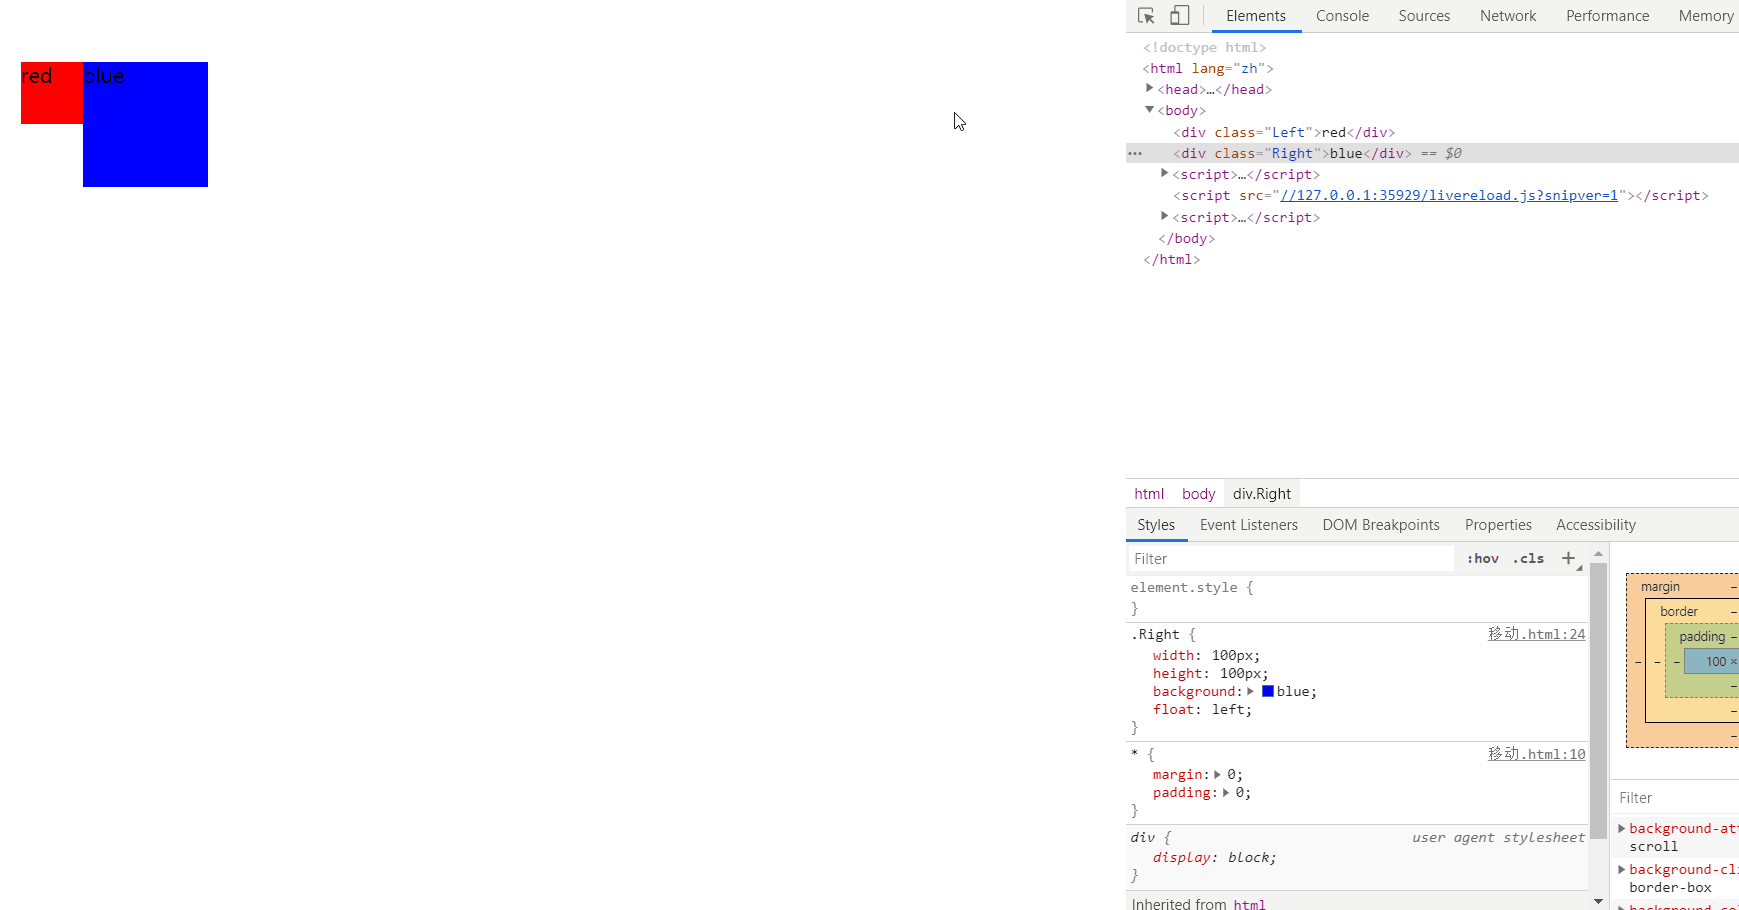 red blue
Elements Console Sources Network Performance Memory
<!doctype html>
<html lang="zh">
<head>…</head>
<body>
<div class="Left">red</div>
<div class="Right">blue</div> == $0
<script>…</script>
<script src="//127.0.0.1:35929/livereload.js?snipver=1"></script>
<script>…</script>
</body>
</html>
html body div.Right
Styles Event Listeners DOM Breakpoints Properties Accessibility
Filter :hov .cls +
element.style {
}
.Right { 移动.html:24
width: 100px;
height: 100px;
background: blue;
float: left;
}
* { 移动.html:10
margin: 0;
padding: 0;
}
div { user agent stylesheet
display: block;
}
Inherited from html
margin –
border –
padding –
– – – 100 ×
–
–
–
Filter
background-att
scroll
background-cli
border-box